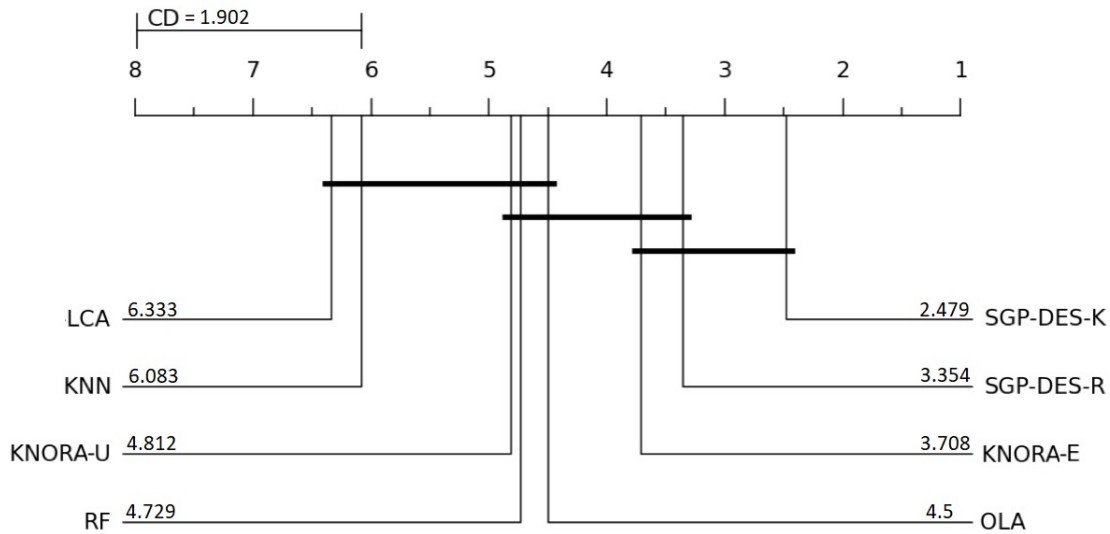 CD = 1.902
8 7 6 5 4 3 2 1
LCA 6.333 2.479 SGP-DES-K
KNN 6.083 3.354 SGP-DES-R
KNORA-U 4.812 3.708 KNORA-E
RF 4.729 4.5 OLA